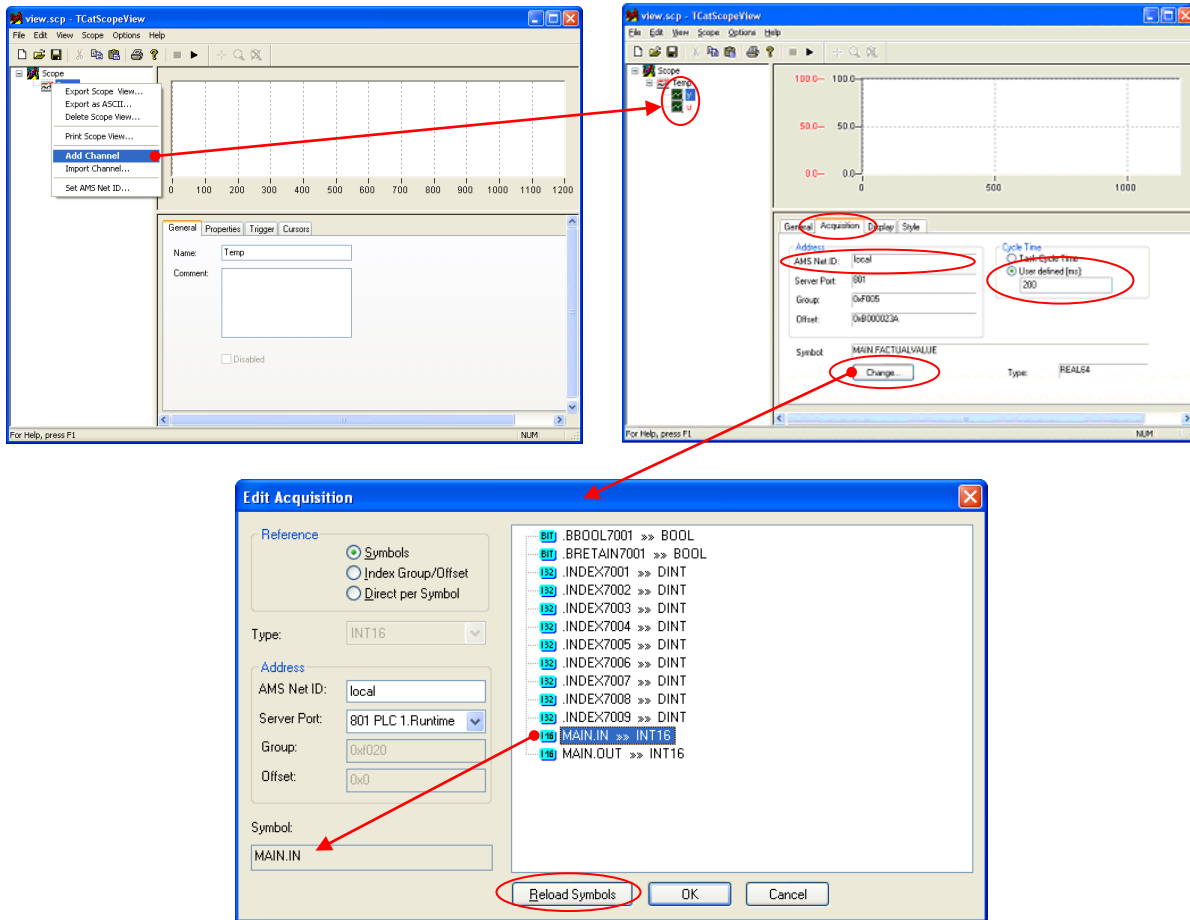 view.scp - TCatScopeView
File Edit View Scope Options Help
Scope
Export Scope View...
Export as ASCII...
Delete Scope View...
Print Scope View...
Add Channel
Import Channel...
Set AMS Net ID...
0 100 200 300 400 500 600 700 800 900 1000 1100 1200
General Properties Trigger Cursors
Name: Temp
Comment:
Disabled
For Help, press F1 NUM
view.scp - TCatScopeView
File Edit View Scope Options Help
Scope
Temp
y
u
100.0 100.0
50.0 50.0
0.0 0.0
0 500 1000
General Acquisition Display Style
Address
AMS Net ID: local
Server Port: 801
Group: 0xF005
Offset: 0xB000023A
Cycle Time
Task Cycle Time
User defined [ms]:
200
Symbol: MAIN.FACTUALVALUE
Change...
Type: REAL64
For Help, press F1 NUM
Edit Acquisition
Reference
Symbols
Index Group/Offset
Direct per Symbol
Type: INT16
Address
AMS Net ID: local
Server Port: 801 PLC 1.Runtime
Group: 0xf020
Offset: 0x0
Symbol:
MAIN.IN
BIT .BBOOL7001 »» BOOL
BIT .BRETAIN7001 »» BOOL
I32 .INDEX7001 »» DINT
I32 .INDEX7002 »» DINT
I32 .INDEX7003 »» DINT
I32 .INDEX7004 »» DINT
I32 .INDEX7005 »» DINT
I32 .INDEX7006 »» DINT
I32 .INDEX7007 »» DINT
I32 .INDEX7008 »» DINT
I32 .INDEX7009 »» DINT
I16 MAIN.IN »» INT16
I16 MAIN.OUT »» INT16
Reload Symbols OK Cancel